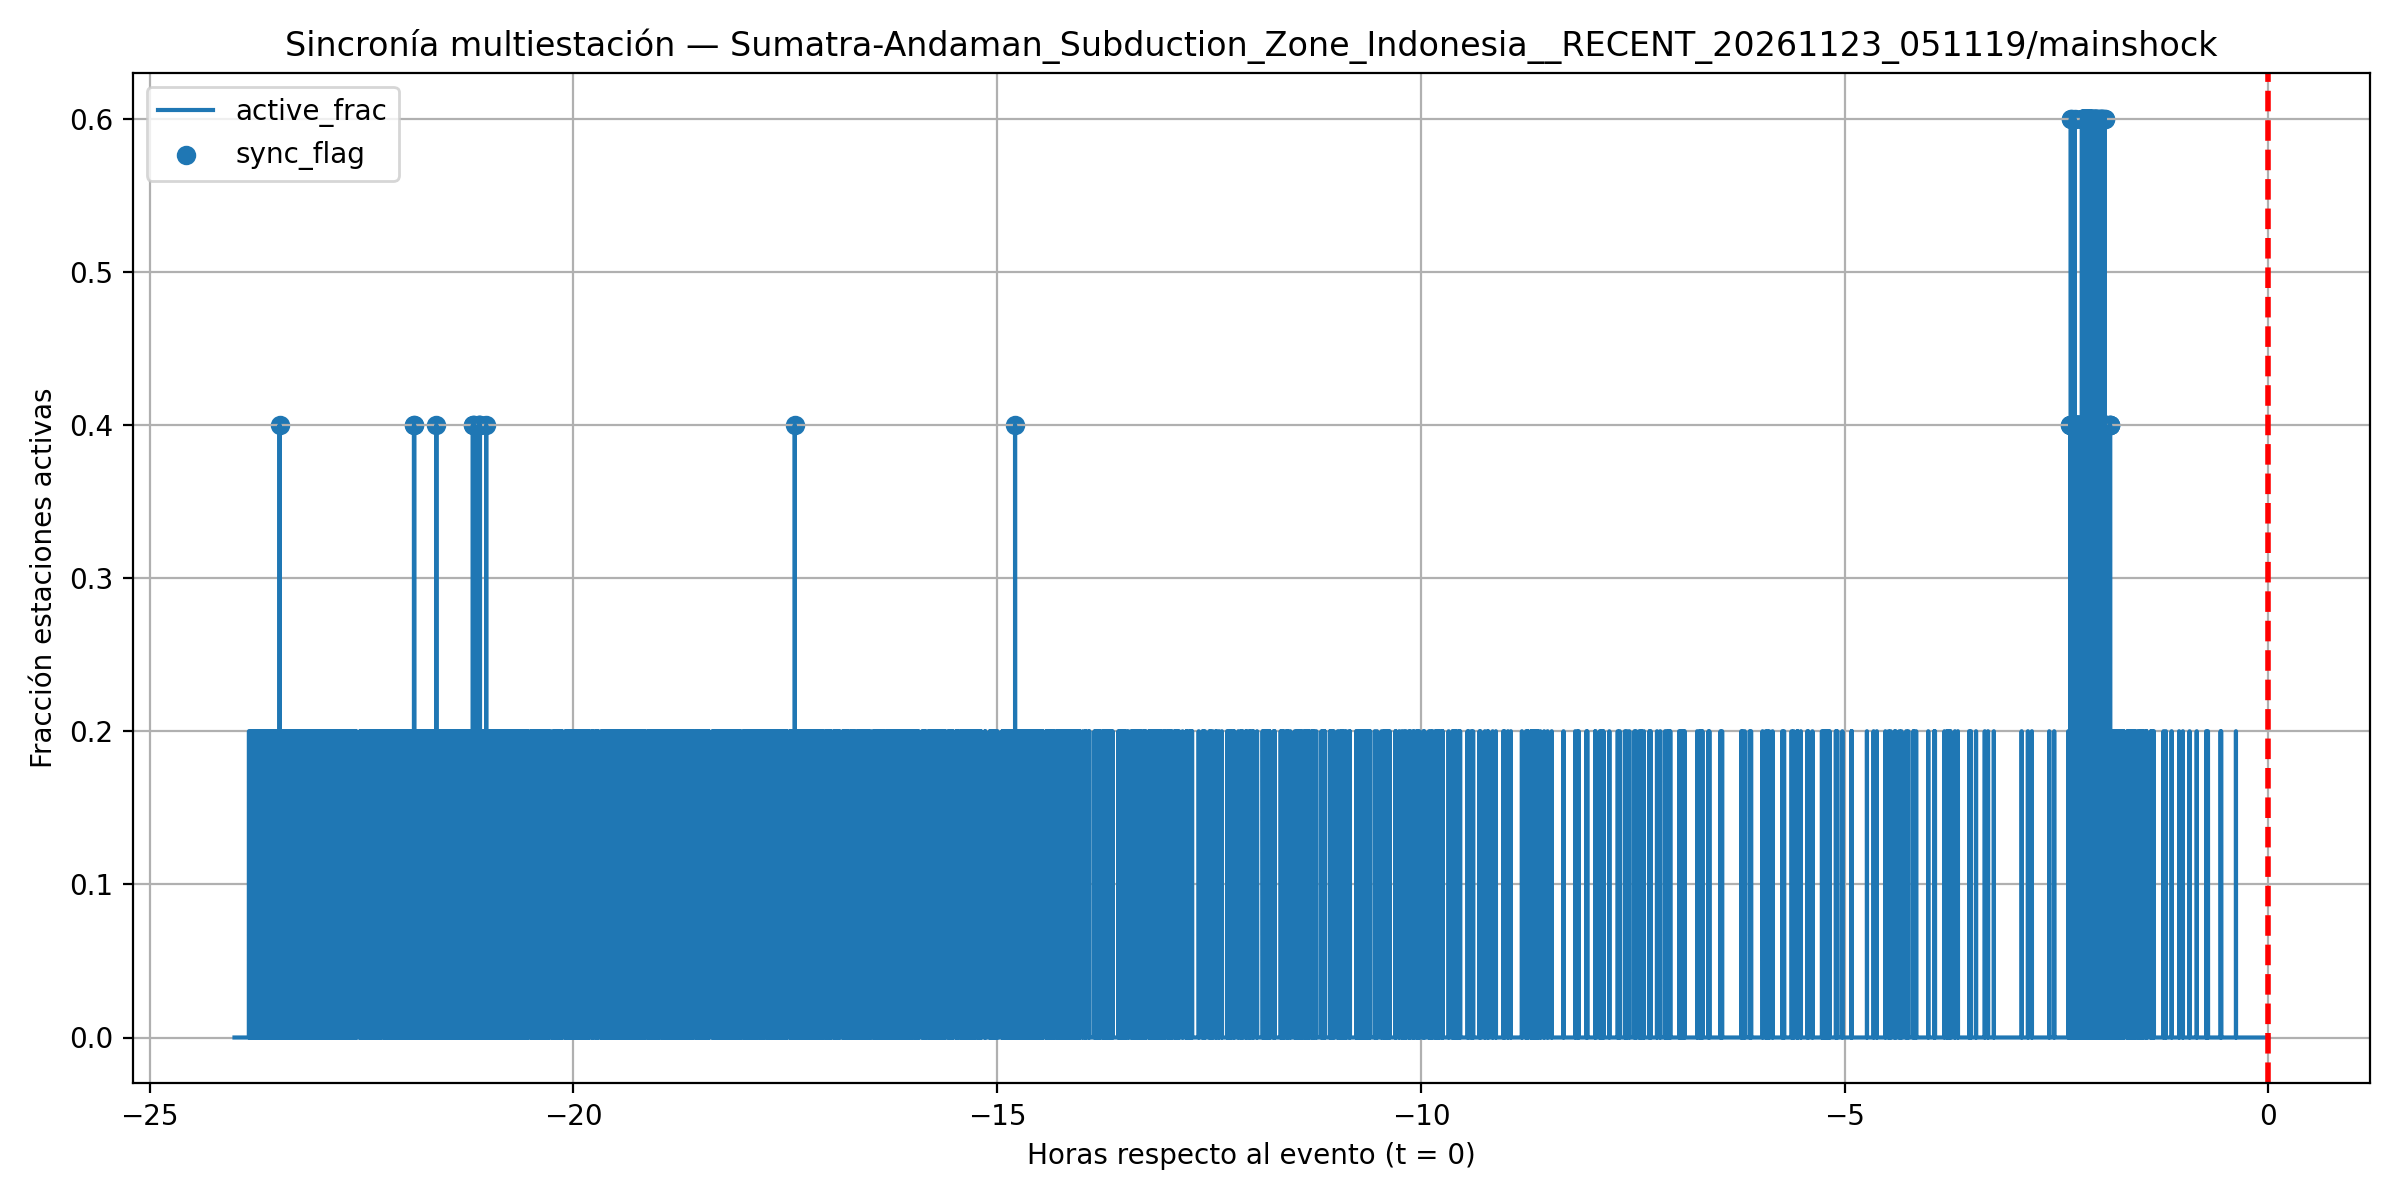 Sincronía multiestación — Sumatra-Andaman_Subduction_Zone_Indonesia__RECENT_20261123_051119/mainshock
active_frac
sync_flag
Fracción estaciones activas
0.6
0.5
0.4
0.3
0.2
0.1
0.0
−25
−20
−15
−10
−5
0
Horas respecto al evento (t = 0)